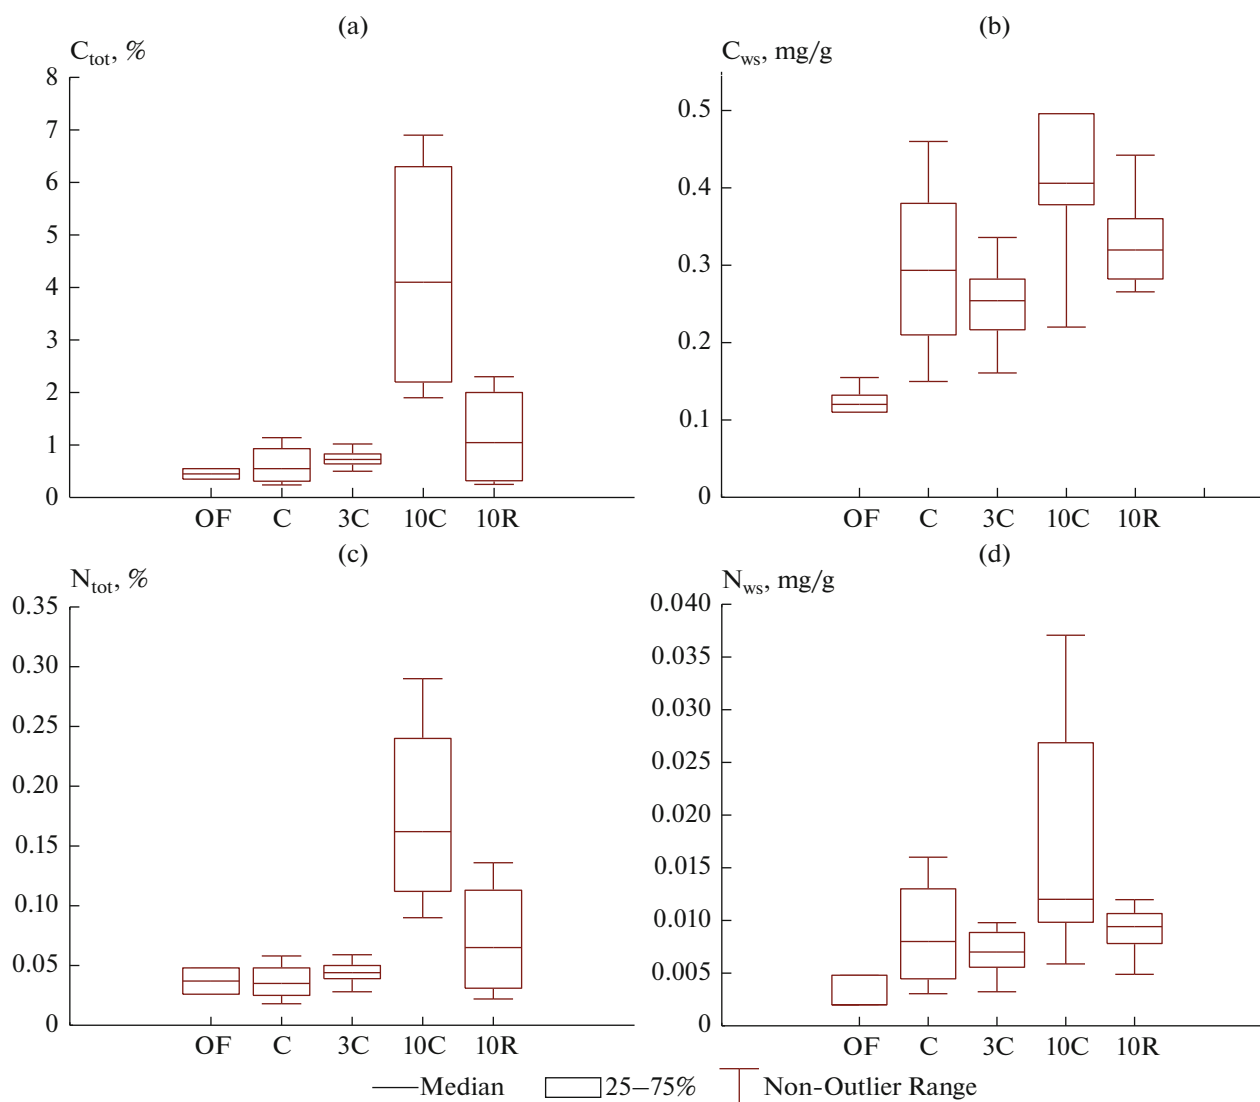 (a)
C_tot, %
8
7
6
5
4
3
2
1
0
OF C 3C 10C 10R
(b)
C_ws, mg/g
0.5
0.4
0.3
0.2
0.1
0
OF C 3C 10C 10R
(c)
N_tot, %
0.35
0.30
0.25
0.20
0.15
0.10
0.05
0
OF C 3C 10C 10R
(d)
N_ws, mg/g
0.040
0.035
0.030
0.025
0.020
0.015
0.010
0.005
0
OF C 3C 10C 10R
Median 25–75% Non-Outlier Range